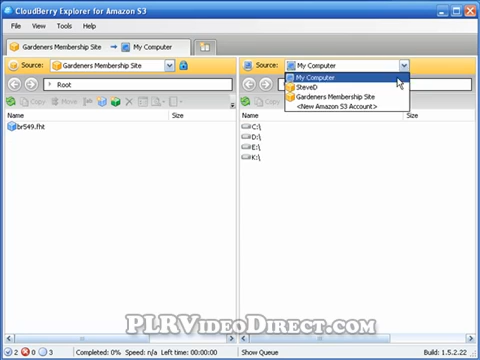 CloudBerry Explorer for Amazon S3
File View Tools Help
Gardeners Membership Site → My Computer
Source: Gardeners Membership Site
Source: My Computer
Root
My Computer
SteveD
Gardeners Membership Site
<New Amazon S3 Account>
Copy Move
Copy
Name Size
Name Size
br549.fht
C:\
D:\
E:\
K:\
PLRVideoDirect.com
2 0 3 Completed: 0% Speed: n/a Left time: 00:00:00 Show Queue Build: 1.5.2.22